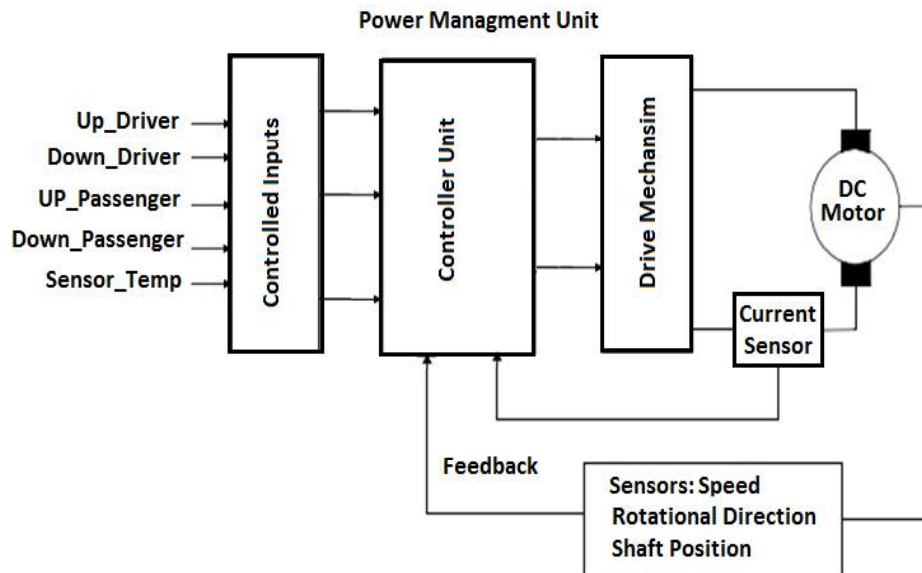 Power Managment Unit
Up_Driver
Down_Driver
UP_Passenger
Down_Passenger
Sensor_Temp
Controlled Inputs
Controller Unit
Drive Mechansim
DC
Motor
Current
Sensor
Feedback
Sensors: Speed
Rotational Direction
Shaft Position